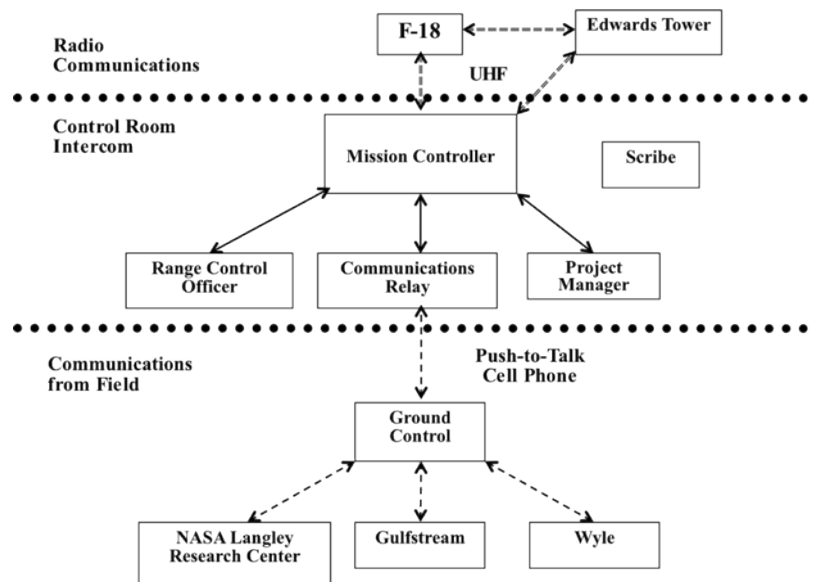 F-18
Edwards Tower
Radio
Communications
UHF
Control Room
Intercom
Mission Controller
Scribe
Range Control
Officer
Communications
Relay
Project
Manager
Communications
from Field
Push-to-Talk
Cell Phone
Ground
Control
NASA Langley
Research Center
Gulfstream
Wyle